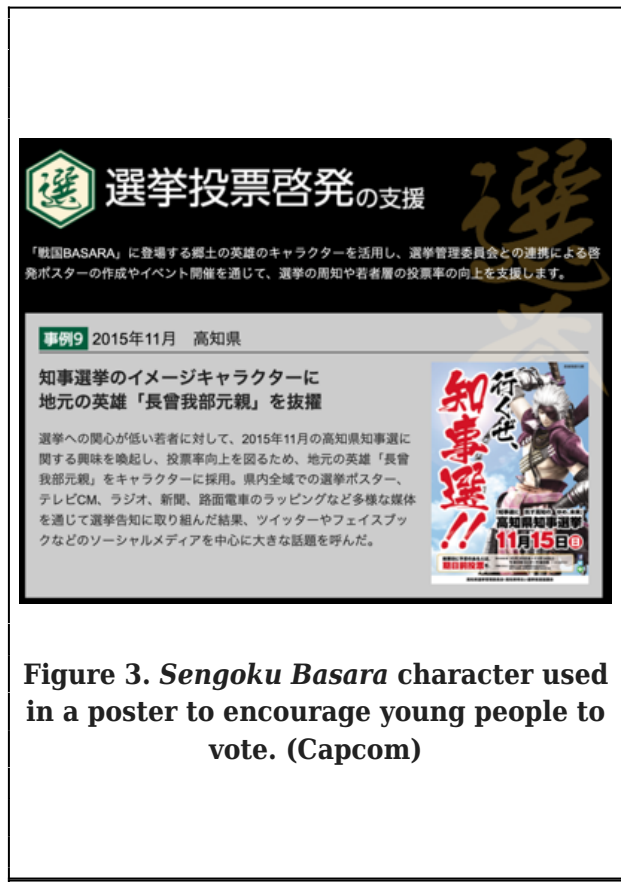 選 選挙投票啓発の支援
選挙
「戦国BASARA」に登場する郷土の英雄のキャラクターを活用し、選挙管理委員会との連携による啓
発ポスターの作成やイベント開催を通じて、選挙の周知や若者層の投票率の向上を支援します。
事例9 2015年11月 高知県
知事選挙のイメージキャラクターに
地元の英雄「長曾我部元親」を抜擢
選挙への関心が低い若者に対して、2015年11月の高知県知事選に
関する興味を喚起し、投票率向上を図るため、地元の英雄「長曾
我部元親」をキャラクターに採用。県内全域での選挙ポスター、
テレビCM、ラジオ、新聞、路面電車のラッピングなど多様な媒体
を通じて選挙告知に取り組んだ結果、ツイッターやフェイスブッ
クなどのソーシャルメディアを中心に大きな話題を呼んだ。
行くぜ、
知事選!!
高知県知事選挙
11月15日日
期日前投票
Figure 3. Sengoku Basara character used
in a poster to encourage young people to
vote. (Capcom)